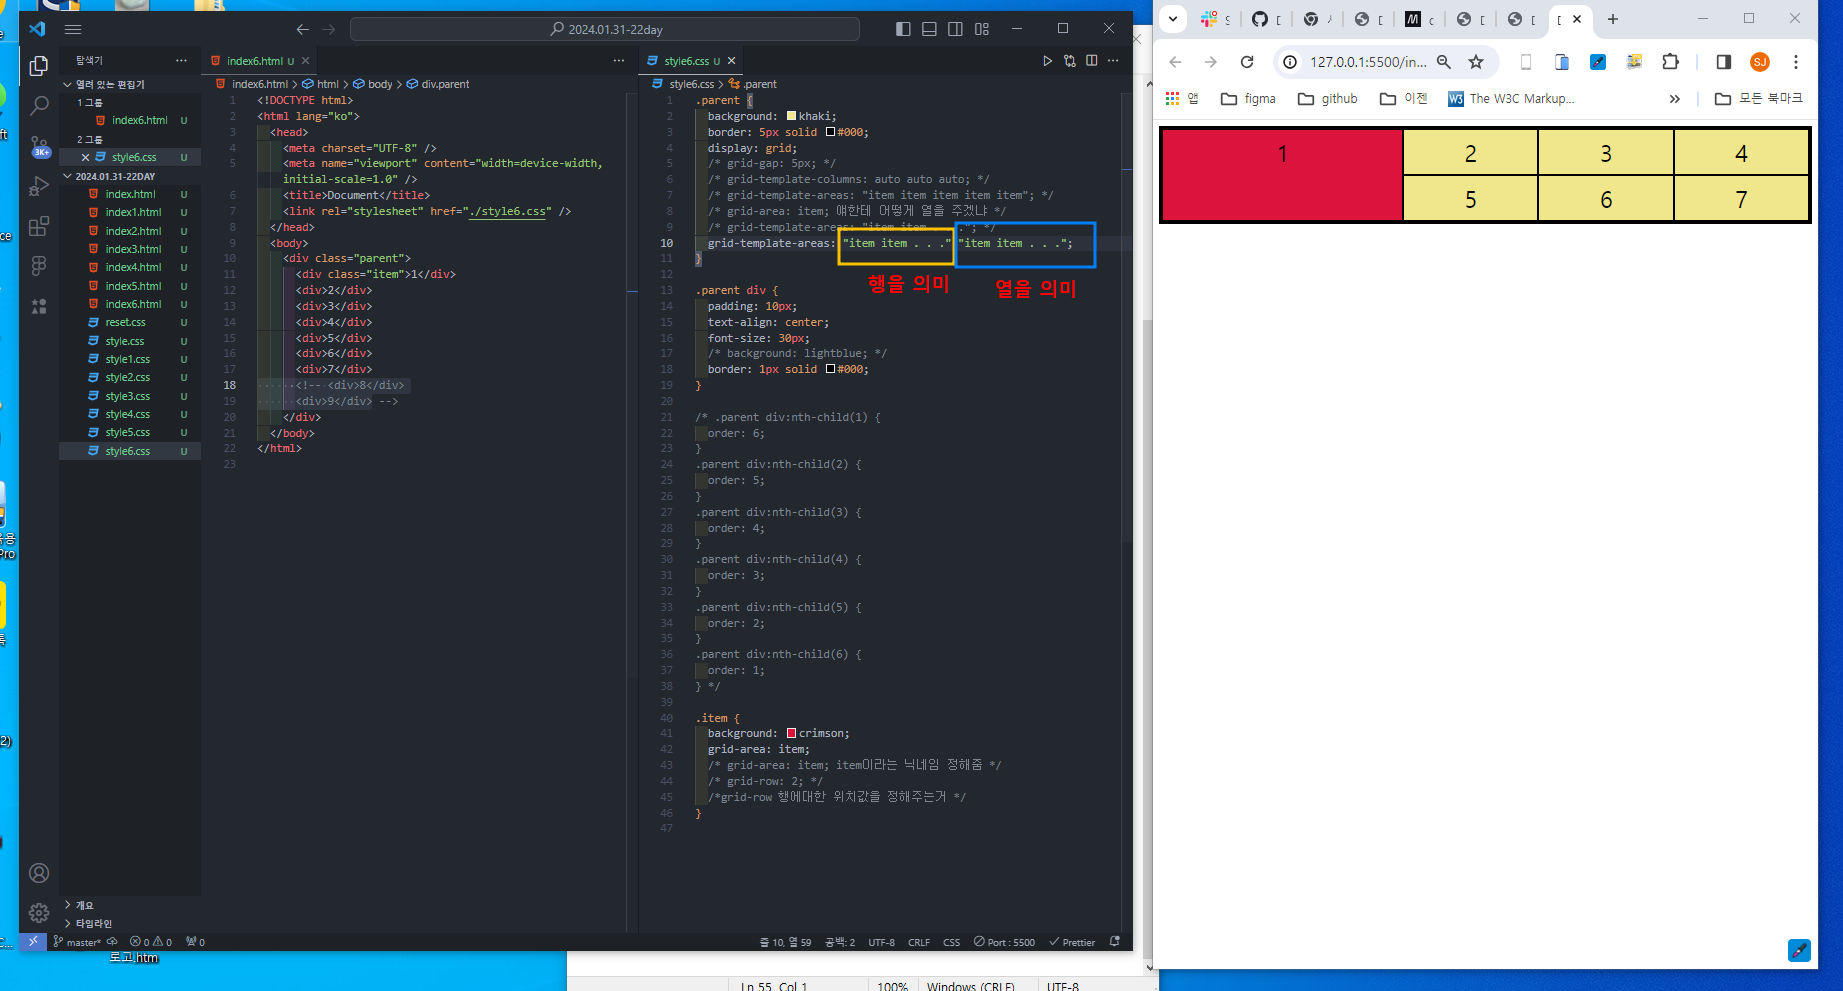 2024.01.31-22day
탐색기
열려 있는 편집기
1 그룹
index6.html U
2 그룹
style6.css U
2024.01.31-22DAY
index.html U
index1.html U
index2.html U
index3.html U
index4.html U
index5.html U
index6.html U
reset.css U
style.css U
style1.css U
style2.css U
style3.css U
style4.css U
style5.css U
style6.css U
개요
타임라인
3K+
index6.html U
index6.html > html > body > div.parent
1 <!DOCTYPE html>
2 <html lang="ko">
3 <head>
4 <meta charset="UTF-8" />
5 <meta name="viewport" content="width=device-width,
initial-scale=1.0" />
6 <title>Document</title>
7 <link rel="stylesheet" href="./style6.css" />
8 </head>
9 <body>
10 <div class="parent">
11 <div class="item">1</div>
12 <div>2</div>
13 <div>3</div>
14 <div>4</div>
15 <div>5</div>
16 <div>6</div>
17 <div>7</div>
18 <!-- <div>8</div>
19 <div>9</div> -->
20 </div>
21 </body>
22 </html>
23
style6.css U
style6.css > .parent
1 .parent {
2 background: khaki;
3 border: 5px solid #000;
4 display: grid;
5 /* grid-gap: 5px; */
6 /* grid-template-columns: auto auto auto; */
7 /* grid-template-areas: "item item item item item"; */
8 /* grid-area: item; 얘한테 어떻게 열을 주겠냐 */
9 /* grid-template-areas: "item item . . ."; */
10 grid-template-areas: "item item . . ." "item item . . .";
11 }
행을 의미
열을 의미
12
13 .parent div {
14 padding: 10px;
15 text-align: center;
16 font-size: 30px;
17 /* background: lightblue; */
18 border: 1px solid #000;
19 }
20
21 /* .parent div:nth-child(1) {
22 order: 6;
23 }
24 .parent div:nth-child(2) {
25 order: 5;
26 }
27 .parent div:nth-child(3) {
28 order: 4;
29 }
30 .parent div:nth-child(4) {
31 order: 3;
32 }
33 .parent div:nth-child(5) {
34 order: 2;
35 }
36 .parent div:nth-child(6) {
37 order: 1;
38 } */
39
40 .item {
41 background: crimson;
42 grid-area: item;
43 /* grid-area: item; item이라는 닉네임 정해줌 */
44 /* grid-row: 2; */
45 /*grid-row 행에대한 위치값을 정해주는거 */
46 }
47
master* 0 0 0
줄 10, 열 59 공백: 2 UTF-8 CRLF CSS Port : 5500 Prettier
로고.htm
Ln 55, Col 1 100% Windows (CRLF) UTF-8
127.0.0.1:5500/in...
SJ
앱 figma github 이젠 The W3C Markup... 모든 북마크
1 2 3 4
5 6 7
Pro
2)